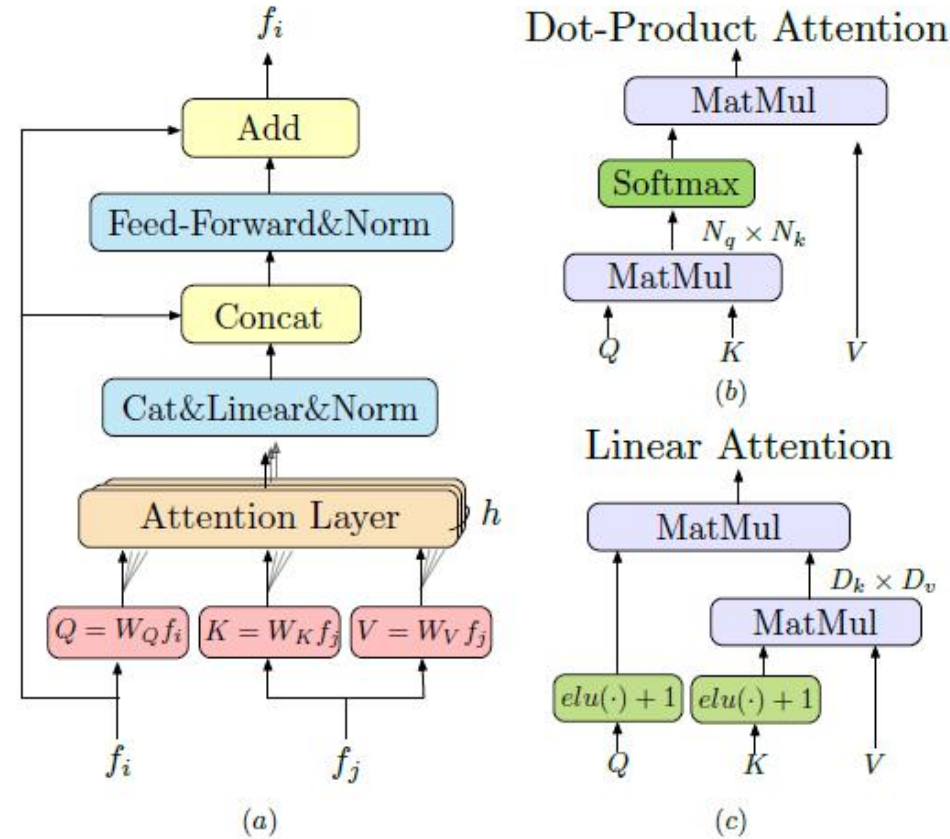 f_i
Add
Feed-Forward&Norm
Concat
Cat&Linear&Norm
Attention Layer
h
Q = W_Q f_i
K = W_K f_j
V = W_V f_j
f_i
f_j
(a)
Dot-Product Attention
MatMul
Softmax
N_q × N_k
MatMul
Q K V
(b)
Linear Attention
MatMul
D_k × D_v
MatMul
elu(·) + 1
elu(·) + 1
Q K V
(c)